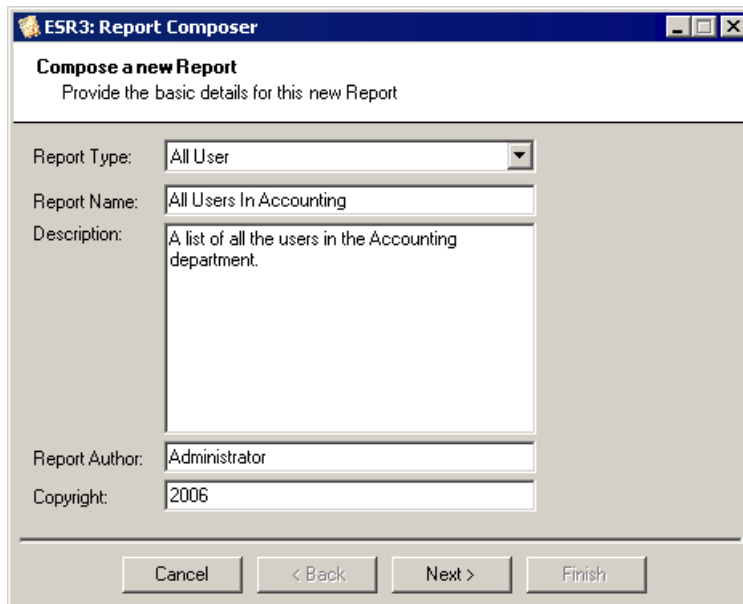 ESR3: Report Composer
Compose a new Report
Provide the basic details for this new Report
Report Type: All User
Report Name: All Users In Accounting
Description: A list of all the users in the Accounting
department.
Report Author: Administrator
Copyright: 2006
Cancel < Back Next > Finish